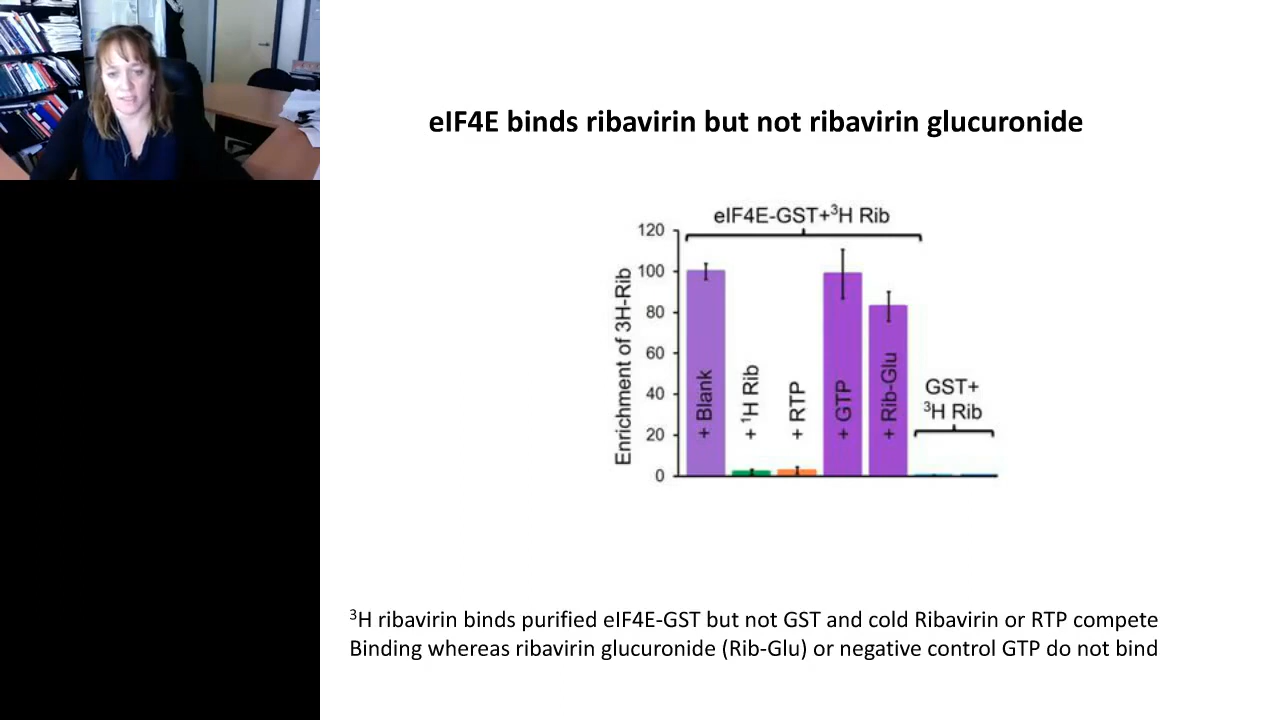 eIF4E binds ribavirin but not ribavirin glucuronide
eIF4E-GST+³H Rib
Enrichment of 3H-Rib
120
100
80
60
40
20
0
+ Blank
+ ¹H Rib
+ RTP
+ GTP
+ Rib-Glu
GST+
³H Rib
³H ribavirin binds purified eIF4E-GST but not GST and cold Ribavirin or RTP compete
Binding whereas ribavirin glucuronide (Rib-Glu) or negative control GTP do not bind